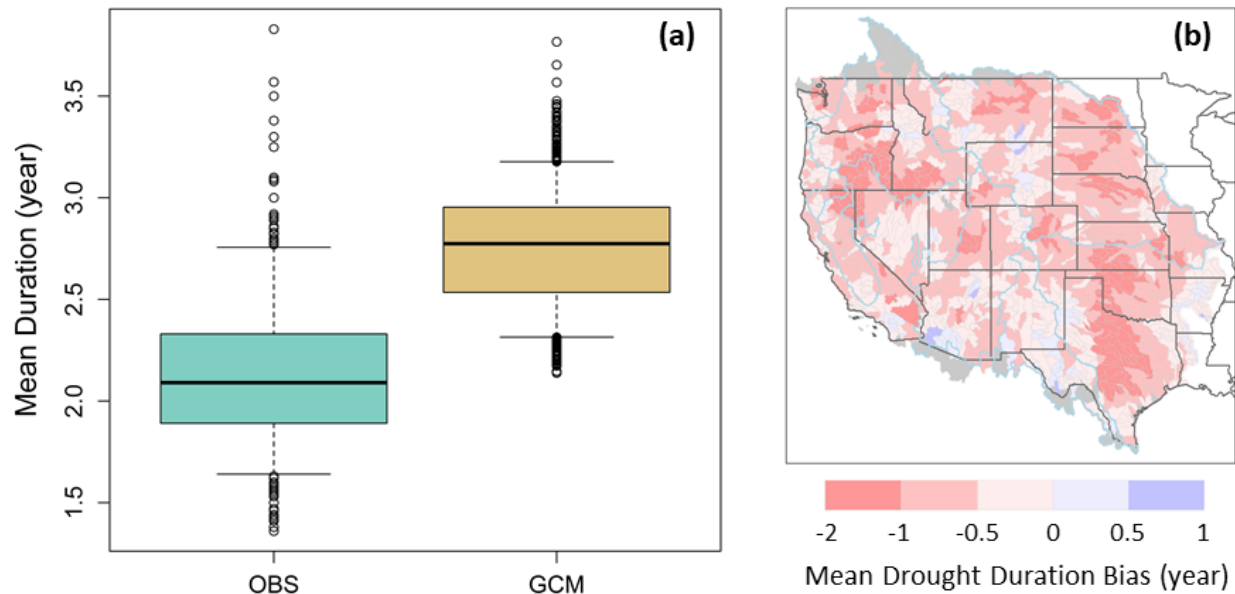 (a)
Mean Duration (year)
3.5
3.0
2.5
2.0
1.5
OBS GCM
(b)
-2 -1 -0.5 0 0.5 1
Mean Drought Duration Bias (year)